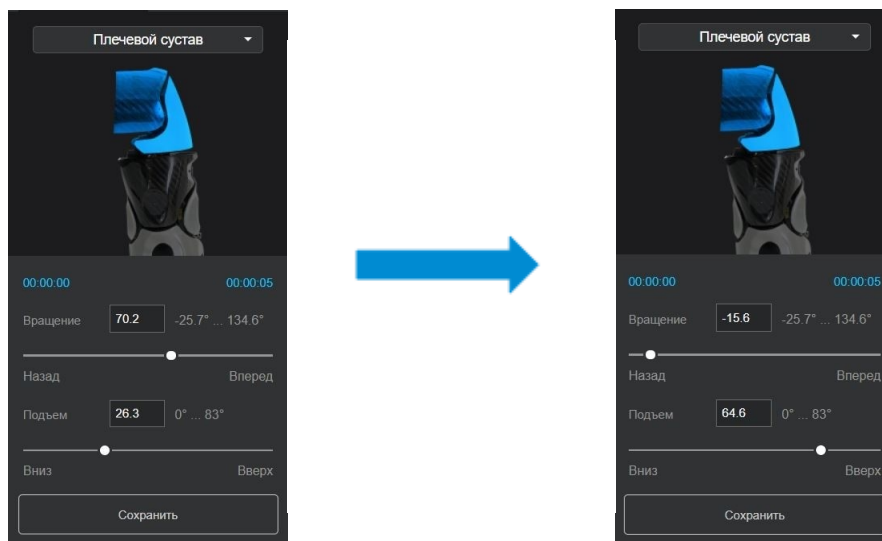 Плечевой сустав
00:00:00 00:00:05
Вращение 70.2 -25.7° ... 134.6°
Назад Вперед
Подъем 26.3 0° ... 83°
Вниз Вверх
Сохранить
Плечевой сустав
00:00:00 00:00:05
Вращение -15.6 -25.7° ... 134.6°
Назад Вперед
Подъем 64.6 0° ... 83°
Вниз Вверх
Сохранить